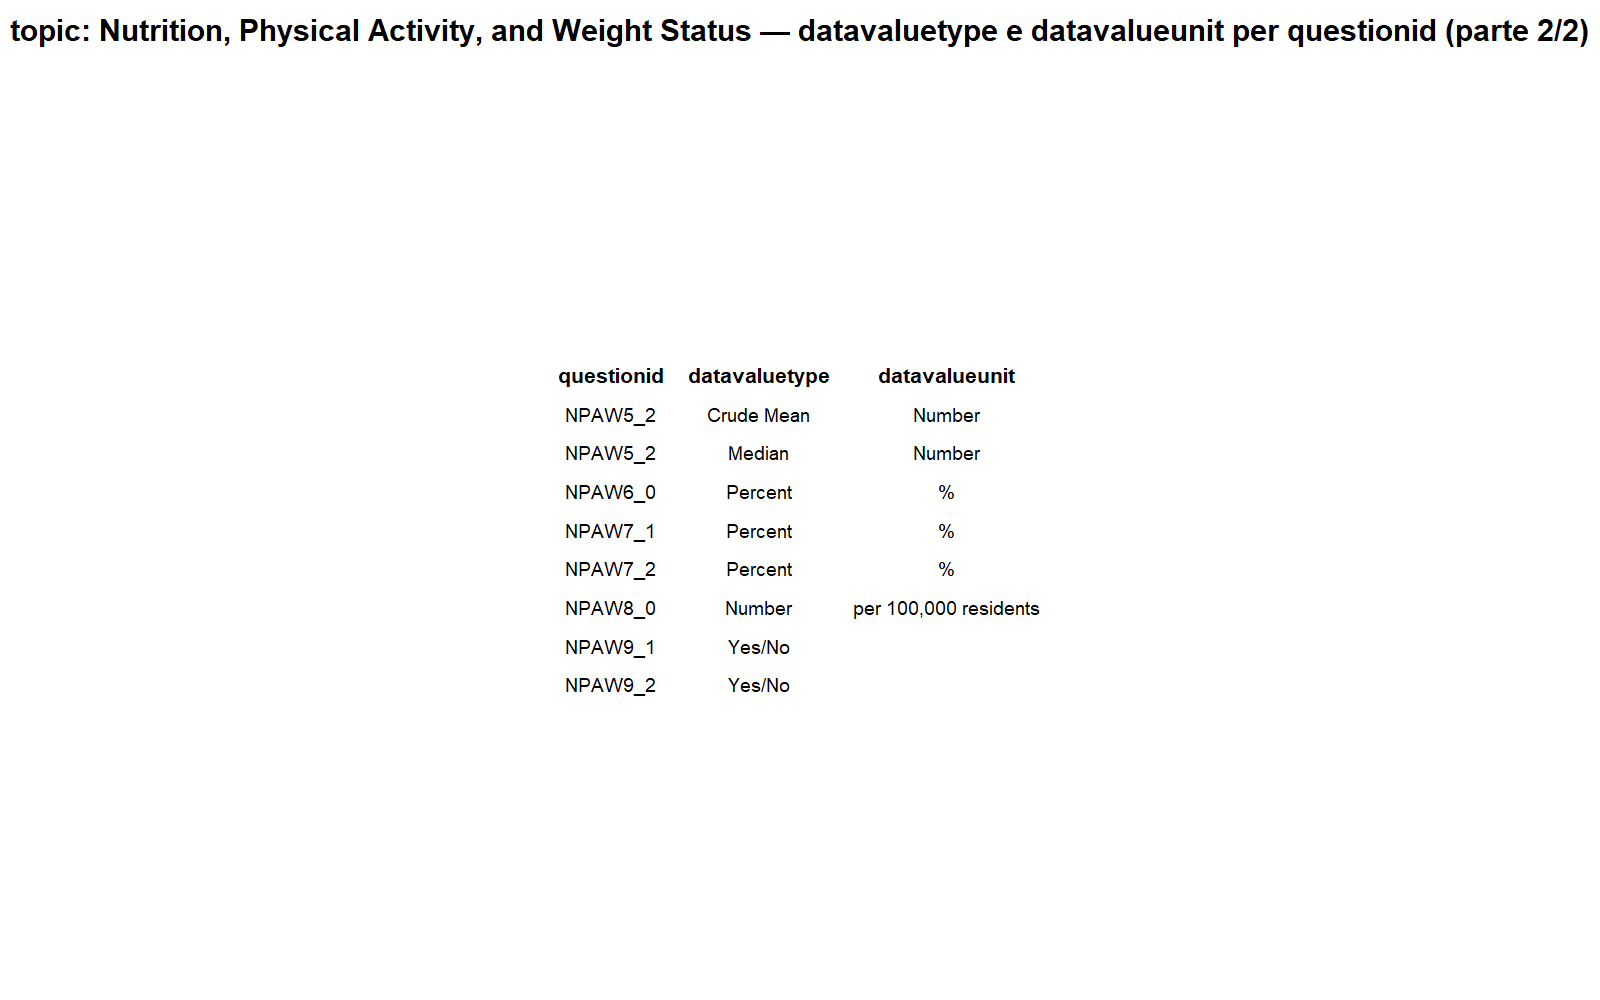 topic: Nutrition, Physical Activity, and Weight Status — datavaluetype e datavalueunit per questionid (parte 2/2)
questionid datavaluetype datavalueunit
NPAW5_2 Crude Mean Number
NPAW5_2 Median Number
NPAW6_0 Percent %
NPAW7_1 Percent %
NPAW7_2 Percent %
NPAW8_0 Number per 100,000 residents
NPAW9_1 Yes/No
NPAW9_2 Yes/No